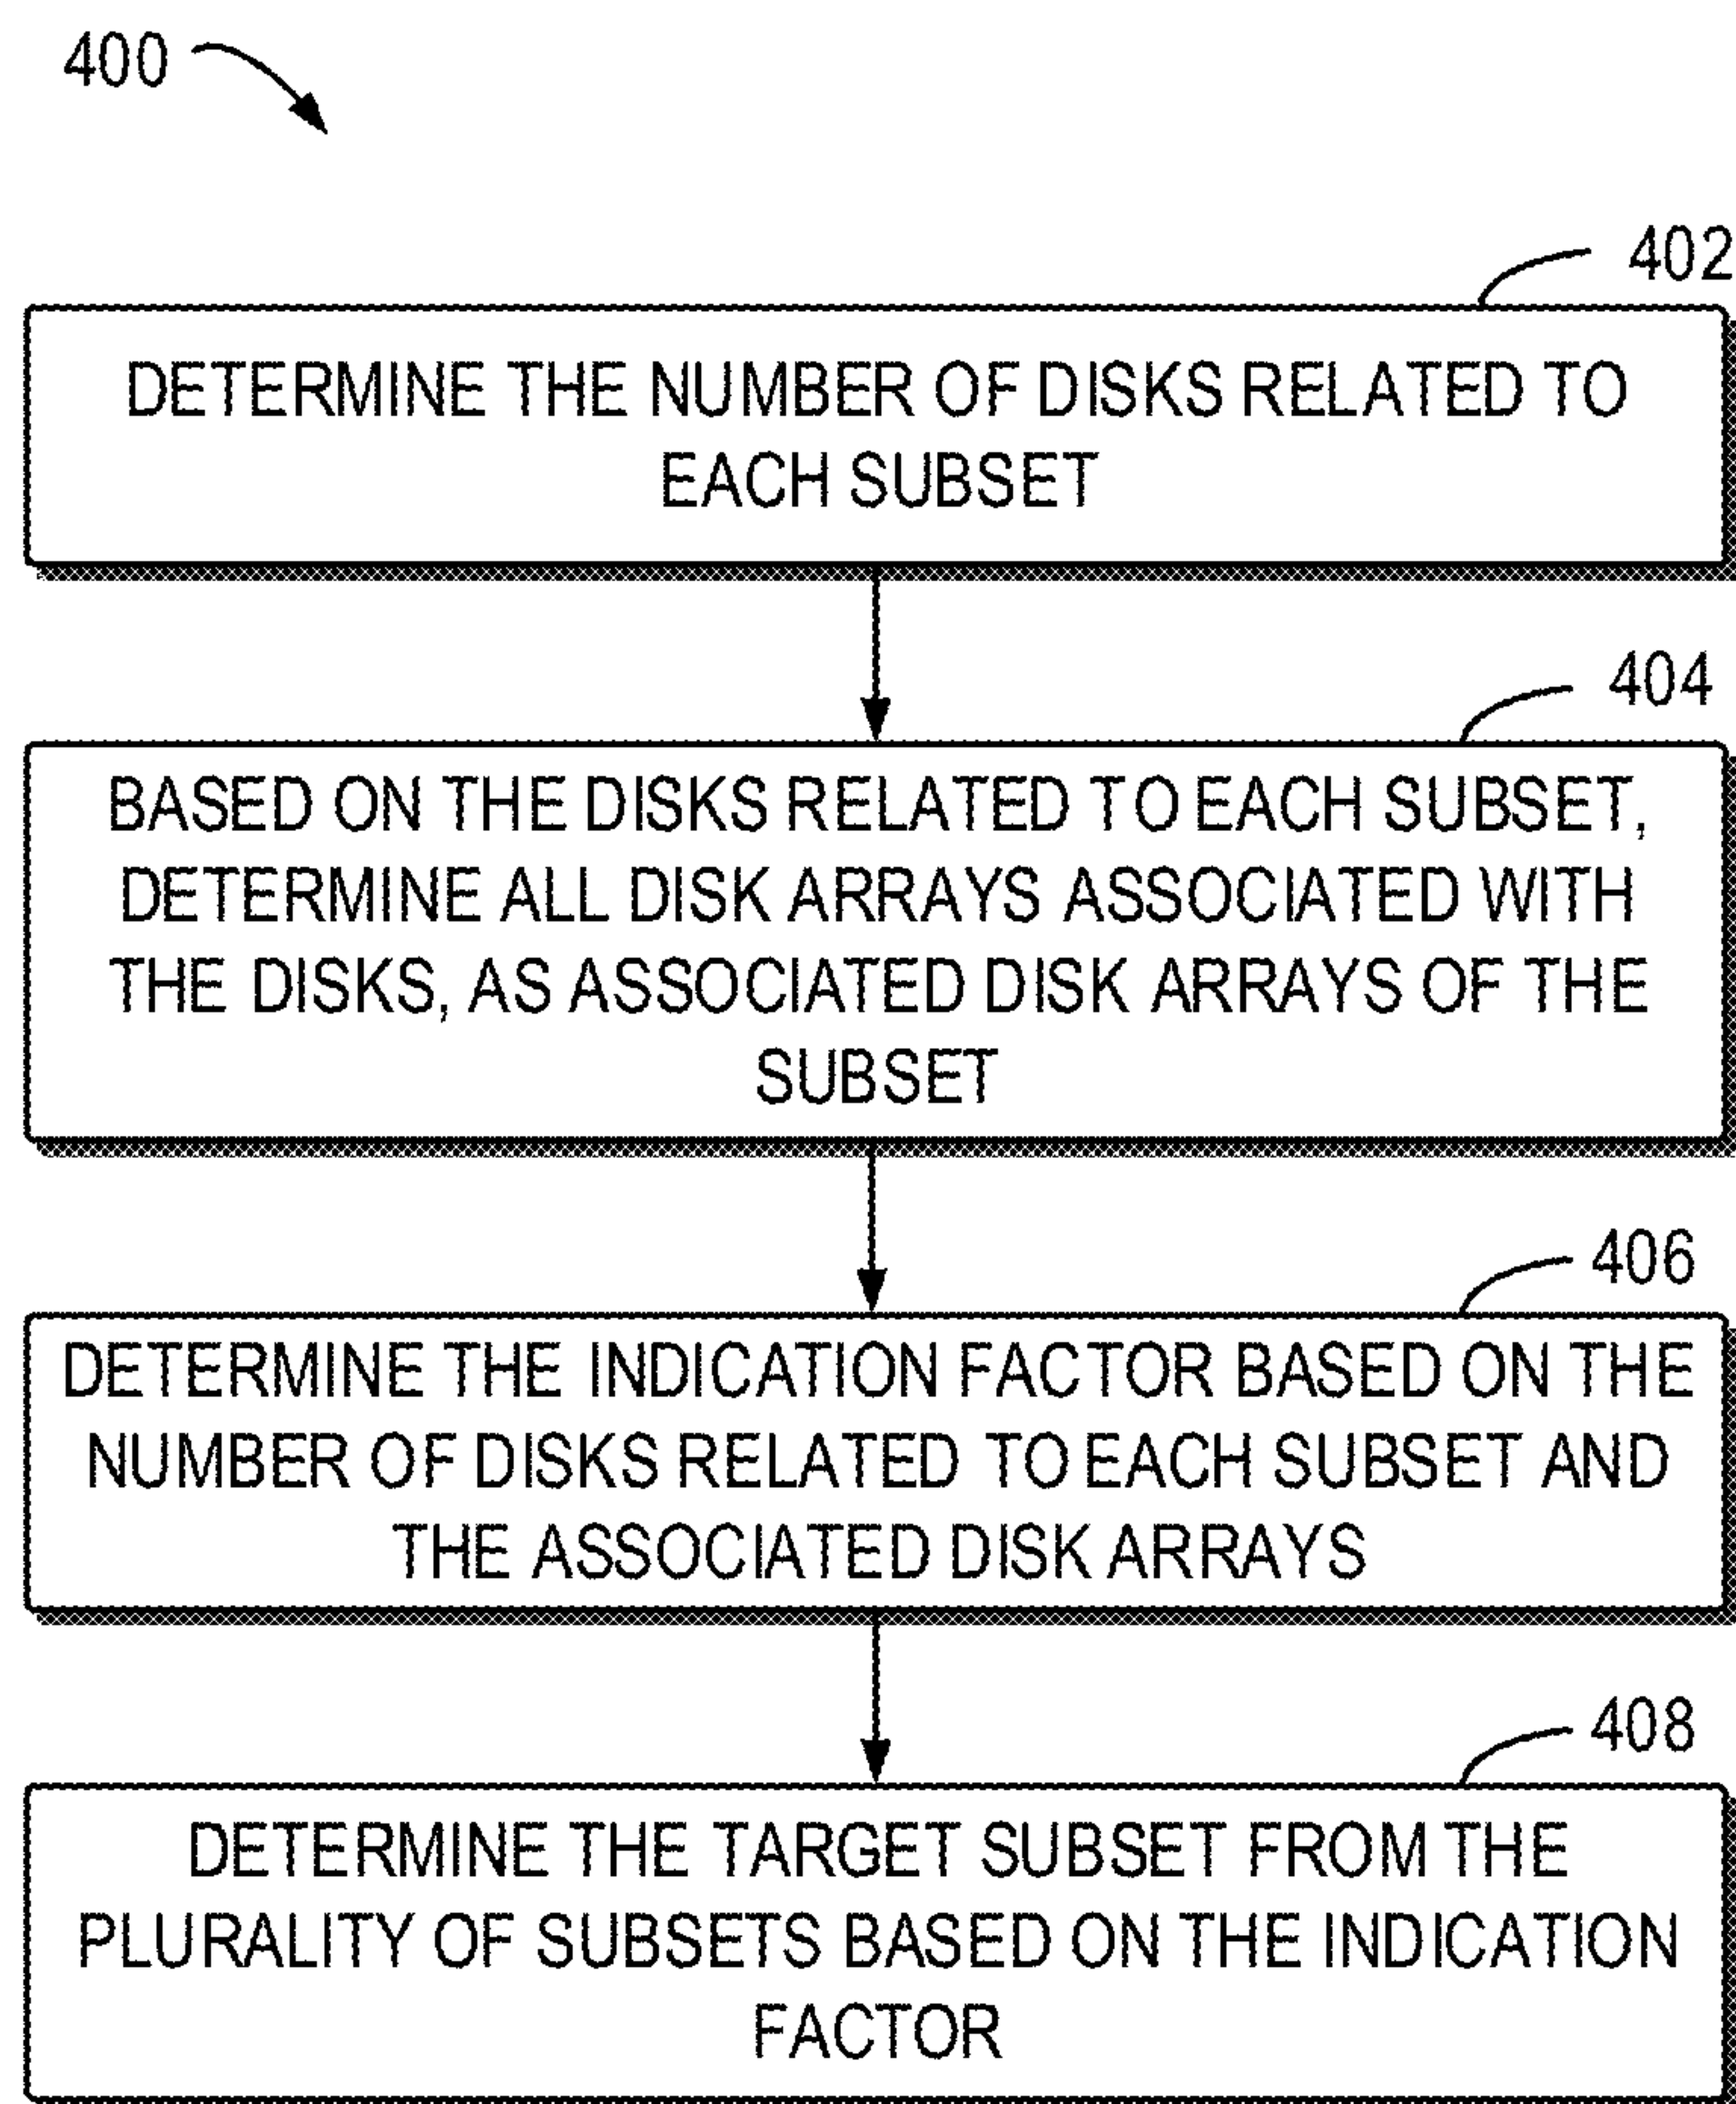 400
402
DETERMINE THE NUMBER OF DISKS RELATED TO
EACH SUBSET
404
BASED ON THE DISKS RELATED TO EACH SUBSET,
DETERMINE ALL DISK ARRAYS ASSOCIATED WITH
THE DISKS, AS ASSOCIATED DISK ARRAYS OF THE
SUBSET
406
DETERMINE THE INDICATION FACTOR BASED ON THE
NUMBER OF DISKS RELATED TO EACH SUBSET AND
THE ASSOCIATED DISK ARRAYS
408
DETERMINE THE TARGET SUBSET FROM THE
PLURALITY OF SUBSETS BASED ON THE INDICATION
FACTOR